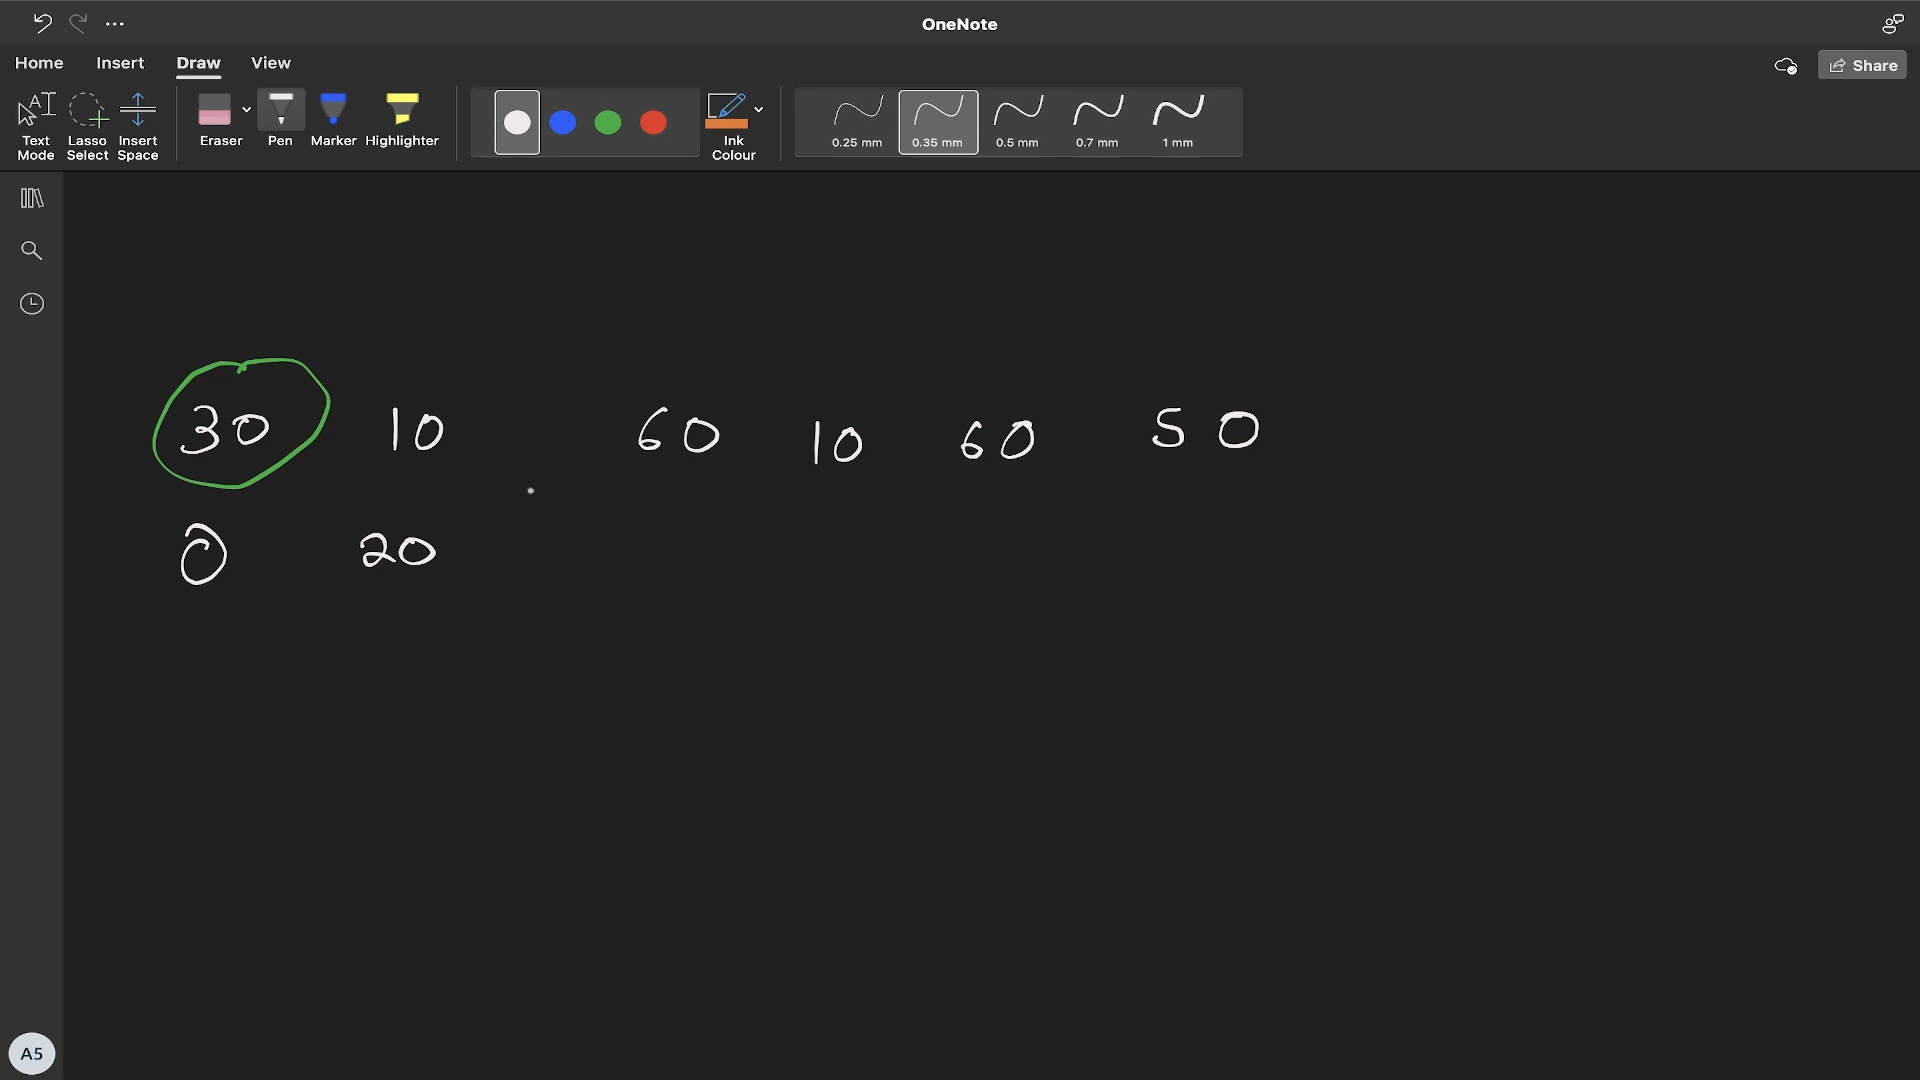 OneNote
Home Insert Draw View
Share
Text Mode Lasso Select Insert Space Eraser Pen Marker Highlighter Ink Colour 0.25 mm 0.35 mm 0.5 mm 0.7 mm 1 mm
30 10 60 10 60 50
0 20
A5